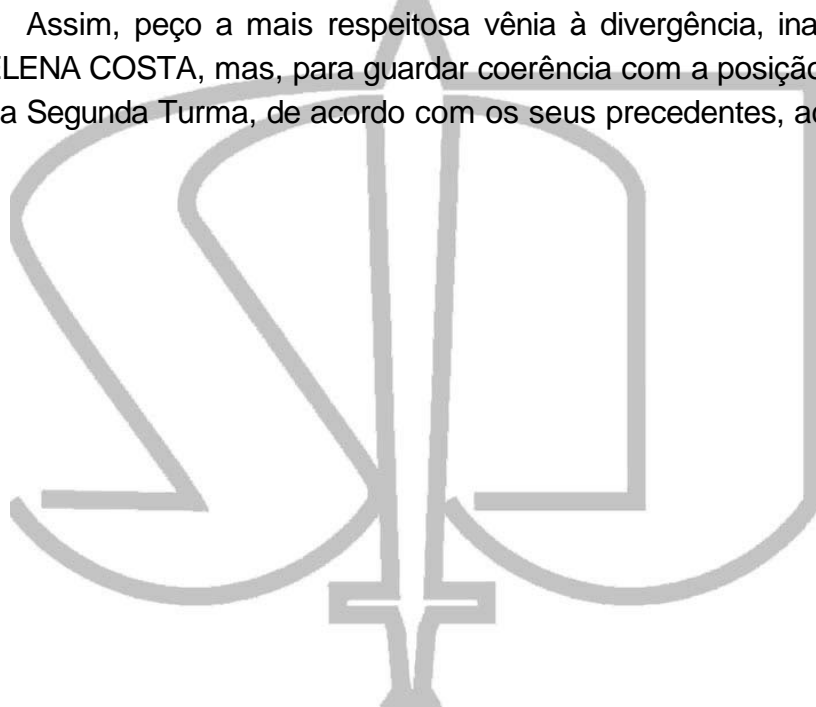 Assim, peço a mais respeitosa vênia à divergência, ina
LENA COSTA, mas, para guardar coerência com a posição
a Segunda Turma, de acordo com os seus precedentes,
STJ